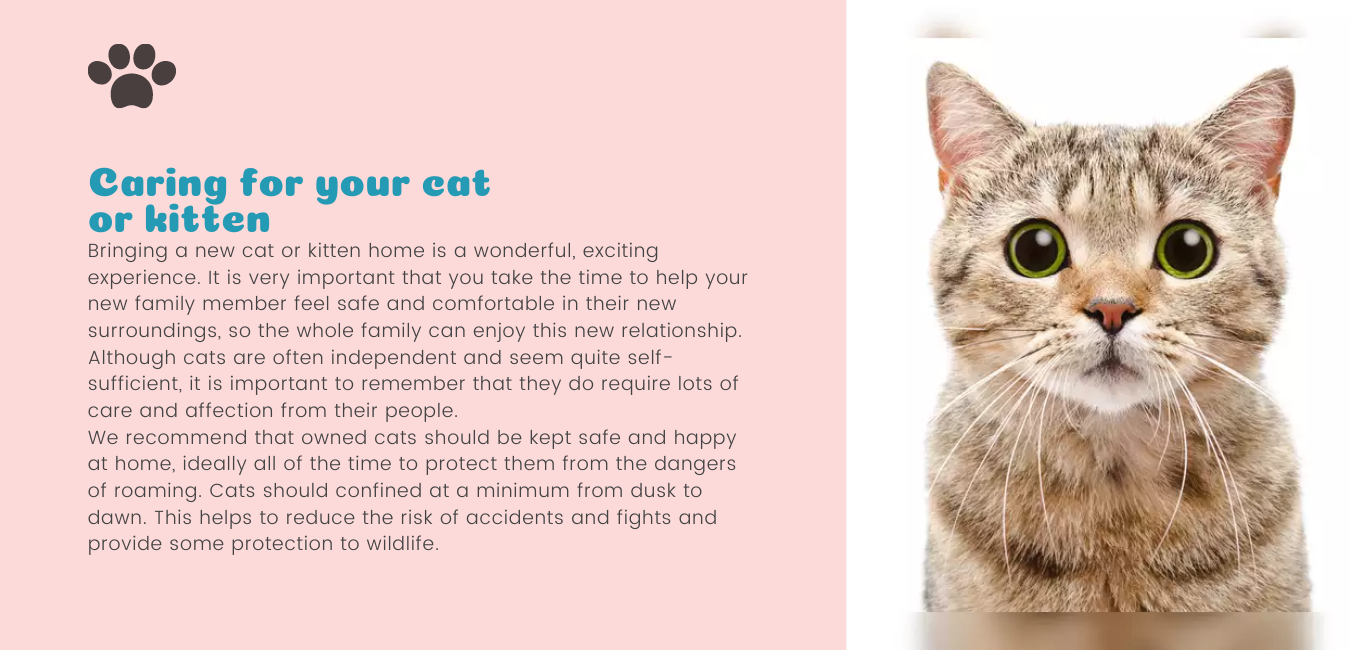 Caring for your cat
or kitten
Bringing a new cat or kitten home is a wonderful, exciting
experience. It is very important that you take the time to help your
new family member feel safe and comfortable in their new
surroundings, so the whole family can enjoy this new relationship.
Although cats are often independent and seem quite self-
sufficient, it is important to remember that they do require lots of
care and affection from their people.
We recommend that owned cats should be kept safe and happy
at home, ideally all of the time to protect them from the dangers
of roaming. Cats should confined at a minimum from dusk to
dawn. This helps to reduce the risk of accidents and fights and
provide some protection to wildlife.